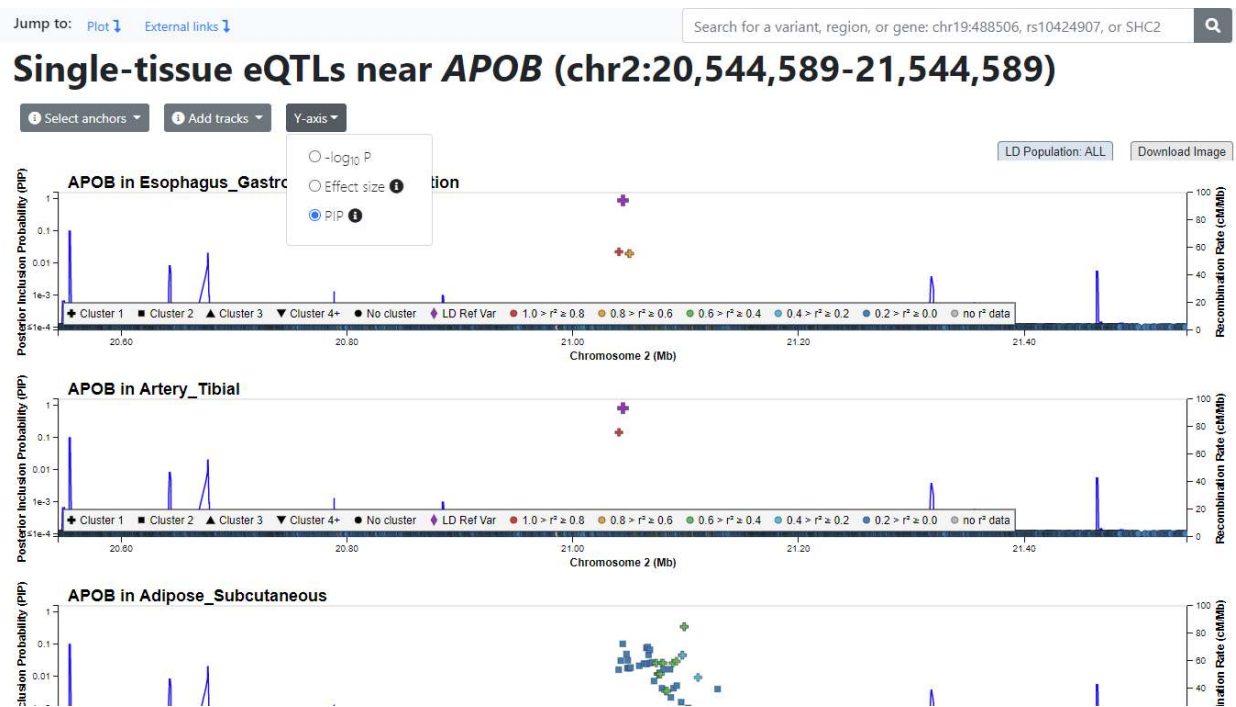 Jump to: Plot External links
Search for a variant, region, or gene: chr19:488506, rs10424907, or SHC2
Single-tissue eQTLs near APOB (chr2:20,544,589-21,544,589)
Select anchors
Add tracks
Y-axis
-log10 P
Effect size
PIP
LD Population: ALL
Download Image
APOB in Esophagus_Gastro
tion
Posterior Inclusion Probability (PIP)
1
0.1
0.01
1e-3
≤1e-4
100
80
60
40
20
0
Recombination Rate (cM/Mb)
Cluster 1 Cluster 2 Cluster 3 Cluster 4+ No cluster LD Ref Var 1.0 > r² ≥ 0.8 0.8 > r² ≥ 0.6 0.6 > r² ≥ 0.4 0.4 > r² ≥ 0.2 0.2 > r² ≥ 0.0 no r² data
20.60 20.80 21.00 21.20 21.40
Chromosome 2 (Mb)
APOB in Artery_Tibial
Posterior Inclusion Probability (PIP)
1
0.1
0.01
1e-3
≤1e-4
100
80
60
40
20
0
Recombination Rate (cM/Mb)
Cluster 1 Cluster 2 Cluster 3 Cluster 4+ No cluster LD Ref Var 1.0 > r² ≥ 0.8 0.8 > r² ≥ 0.6 0.6 > r² ≥ 0.4 0.4 > r² ≥ 0.2 0.2 > r² ≥ 0.0 no r² data
20.60 20.80 21.00 21.20 21.40
Chromosome 2 (Mb)
APOB in Adipose_Subcutaneous
clusion Probability (PIP)
1
0.1
0.01
100
80
60
40
ination Rate (cM/Mb)